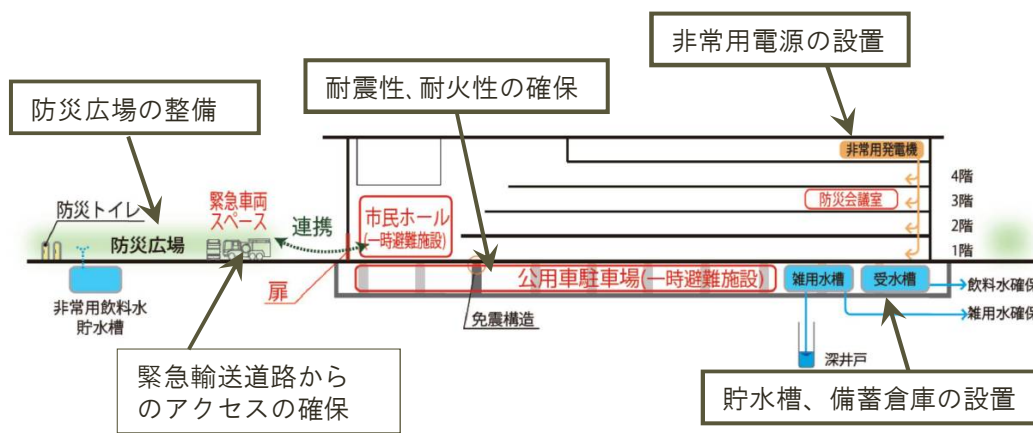 非常用電源の設置
耐震性、耐火性の確保
防災広場の整備
非常用発電機
4階
防災会議室
3階
2階
1階
緊急車両
スペース
連携
市民ホール
(一時避難施設)
防災トイレ
防災広場
扉
公用車駐車場(一時避難施設)
雑用水槽
受水槽
飲料水確保
雑用水確保
非常用飲料水
貯水槽
免震構造
深井戸
緊急輸送道路から
のアクセスの確保
貯水槽、備蓄倉庫の設置